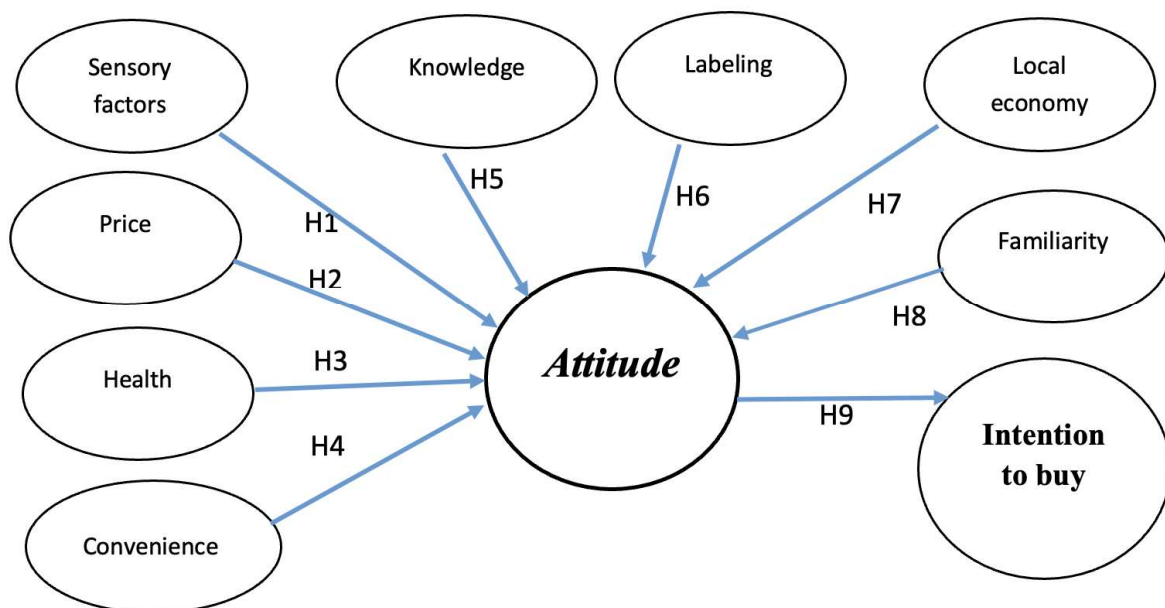 Sensory
factors
Knowledge
Labeling
Local
economy
H5
H6
H7
H1
Price
Familiarity
H2
H8
Health
H3
Attitude
H9
H4
Intention
to buy
Convenience